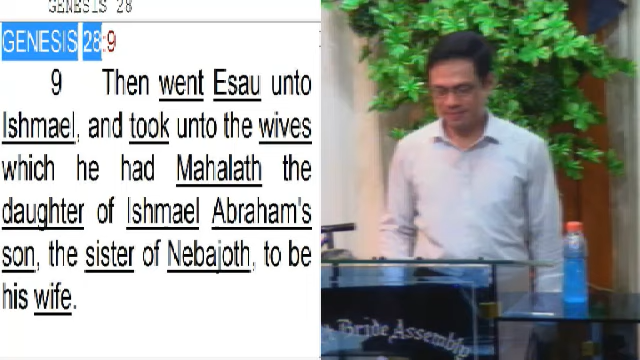 GENESIS 28
GENESIS 28:9
9 Then went Esau unto
Ishmael, and took unto the wives
which he had Mahalath the
daughter of Ishmael Abraham's
son, the sister of Nebajoth, to be
his wife.
Bride Assembly